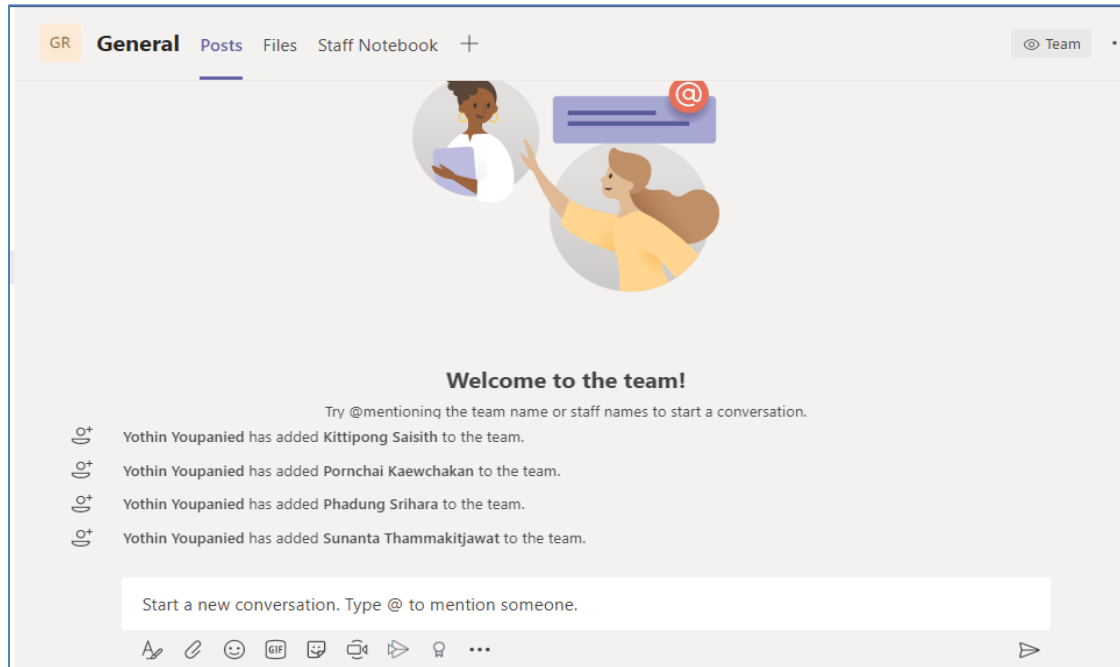 GR General Posts Files Staff Notebook + Team
@
Welcome to the team!
Try @mentioning the team name or staff names to start a conversation.
Yothin Youpanied has added Kittipong Saisith to the team.
Yothin Youpanied has added Pornchai Kaewchakan to the team.
Yothin Youpanied has added Phadung Srihara to the team.
Yothin Youpanied has added Sunanta Thammakitjawat to the team.
Start a new conversation. Type @ to mention someone.
GIF